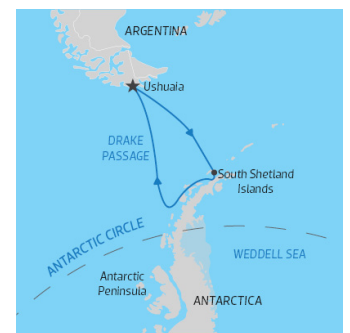 ARGENTINA
Ushuaia
DRAKE
PASSAGE
South Shetland
Islands
ANTARCTIC CIRCLE
WEDDELL SEA
Antarctic
Peninsula
ANTARCTICA